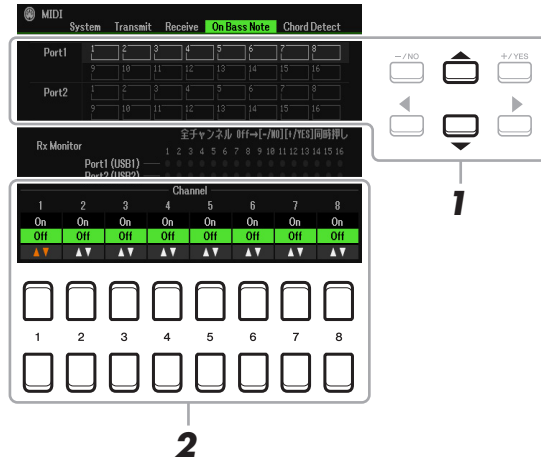 MIDI
System Transmit Receive On Bass Note Chord Detect
Port1 1 2 3 4 5 6 7 8
9 10 11 12 13 14 15 16
Port2 1 2 3 4 5 6 7 8
9 10 11 12 13 14 15 16
-/NO +/YES
1
全チャンネル Off→[-/NO][+/YES]同時押し
Rx Monitor 1 2 3 4 5 6 7 8 9 10 11 12 13 14 15 16
Port1 (USB1)
Port2 (USB2)
Channel
1 2 3 4 5 6 7 8
On On On On On On On On
Off Off Off Off Off Off Off Off
1 2 3 4 5 6 7 8
2